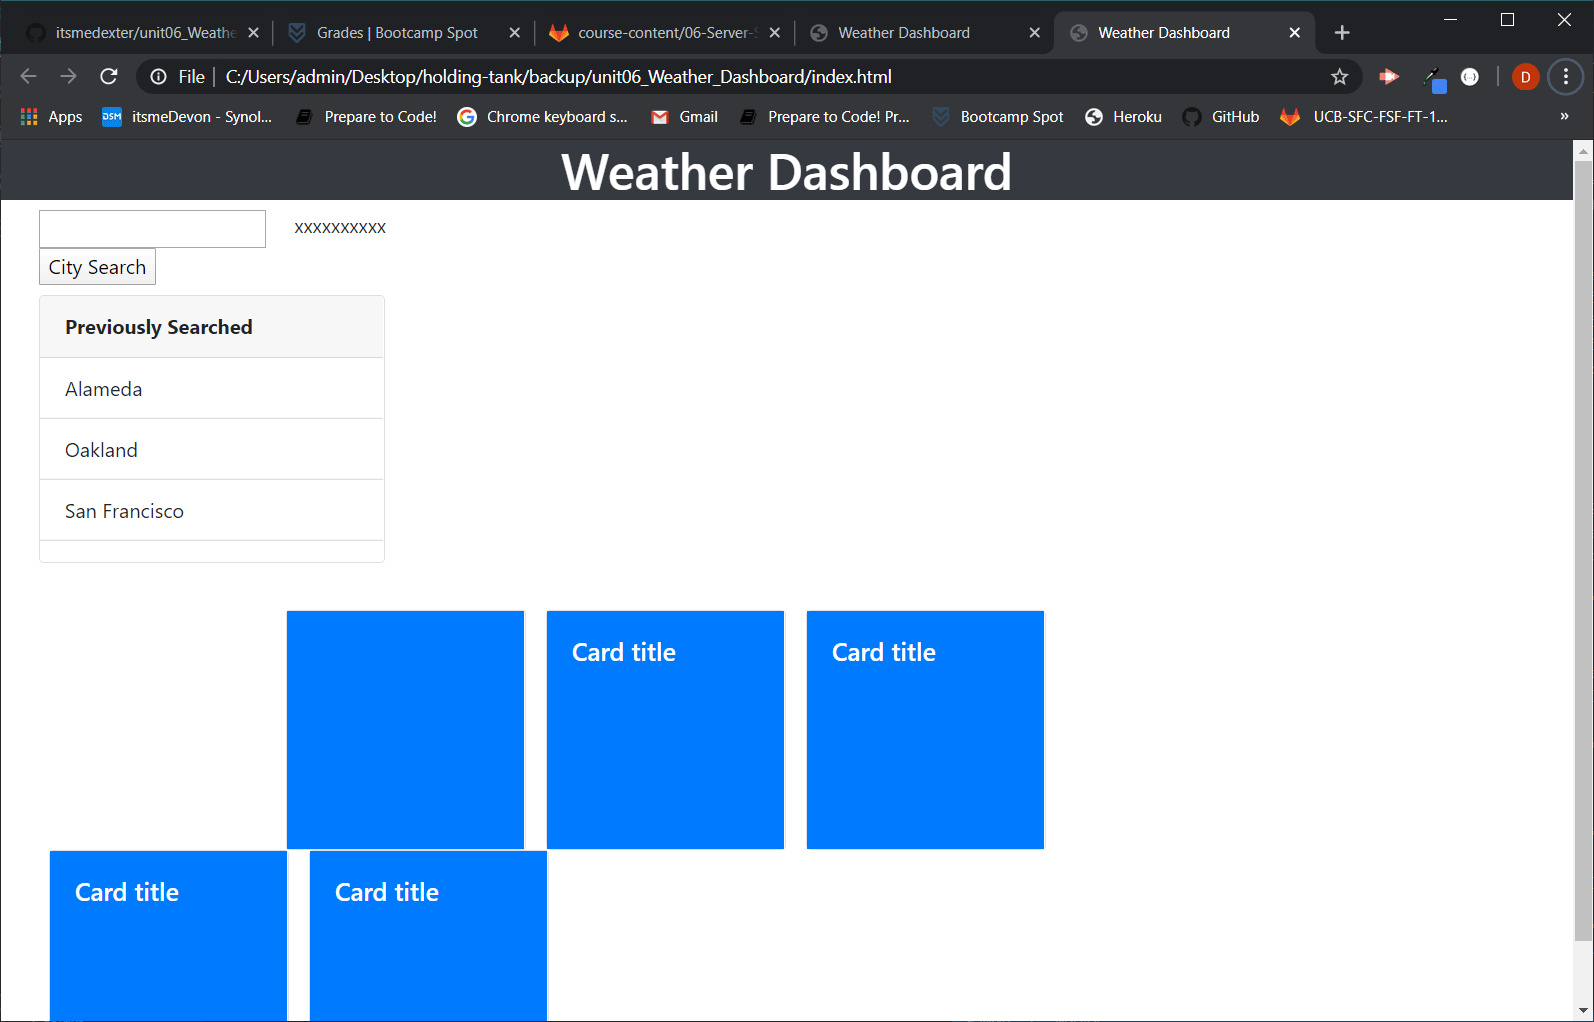 itsmedexter/unit06_Weathe
Grades | Bootcamp Spot
course-content/06-Server-S
Weather Dashboard
Weather Dashboard
File
C:/Users/admin/Desktop/holding-tank/backup/unit06_Weather_Dashboard/index.html
D
Apps
DSM
itsmeDevon - Synol...
Prepare to Code!
Chrome keyboard s...
Gmail
Prepare to Code! Pr...
Bootcamp Spot
Heroku
GitHub
UCB-SFC-FSF-FT-1...
»
Weather Dashboard
xxxxxxxxxx
City Search
Previously Searched
Alameda
Oakland
San Francisco
Card title
Card title
Card title
Card title